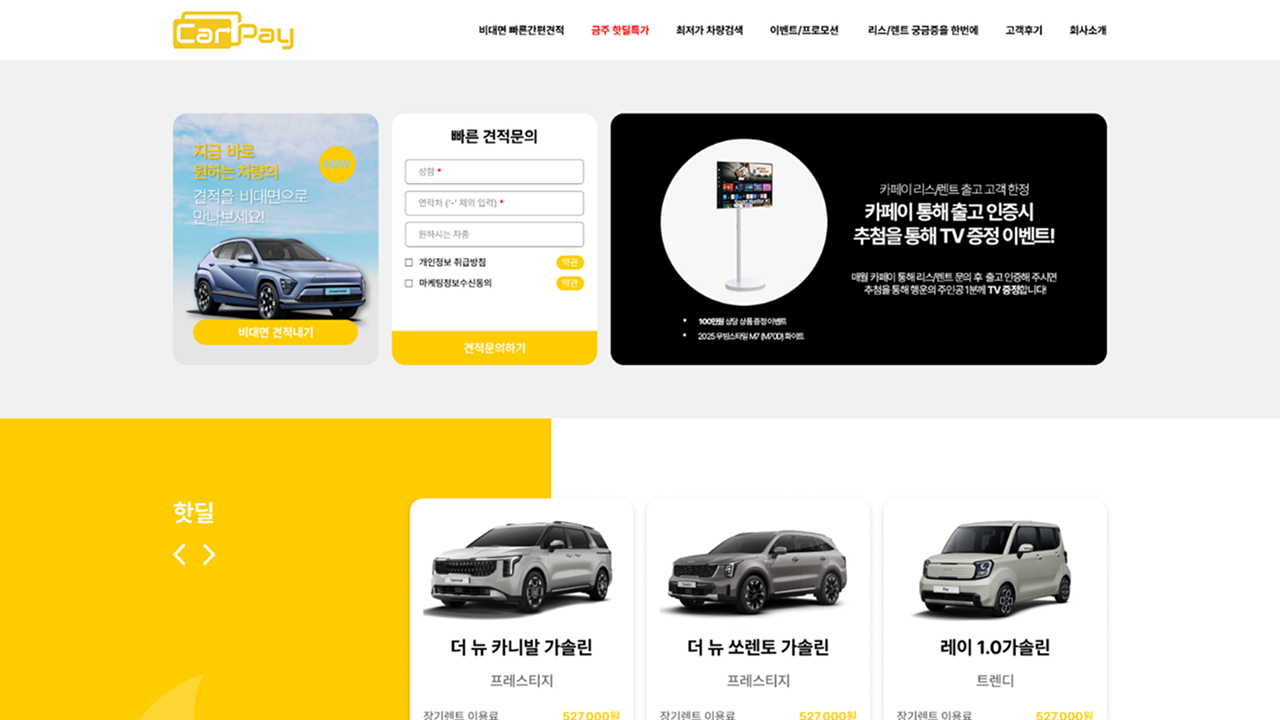 CarPay
비대면 빠른간편견적
금주 핫딜특가
최저가 차량검색
이벤트/프로모션
리스/렌트 궁금증을 한번에
고객후기
회사소개
지금 바로
원하는 차량의
NOW
견적을 비대면으로
만나보세요!
비대면 견적내기
빠른 견적문의
성함 *
연락처 ('-' 제외 입력) *
원하시는 차종
개인정보 취급방침
약관
마케팅정보수신동의
약관
견적문의하기
Smart Monitor M7
카페이 리스/렌트 출고 고객 한정
카페이 통해 출고 인증시
추첨을 통해 TV 증정 이벤트!
매월 카페이 통해 리스/렌트 문의 후 출고 인증해 주시면
추첨을 통해 행운의 주인공 1분께 TV 증정합니다!
• 100만원 상당 상품 증정 이벤트
• 2025 무빙스타일 M7 (M70D) 화이트
핫딜
더 뉴 카니발 가솔린
프레스티지
장기렌트 이용료
527,000원
더 뉴 쏘렌토 가솔린
프레스티지
장기렌트 이용료
527,000원
레이 1.0가솔린
트렌디
장기렌트 이용료
527,000원